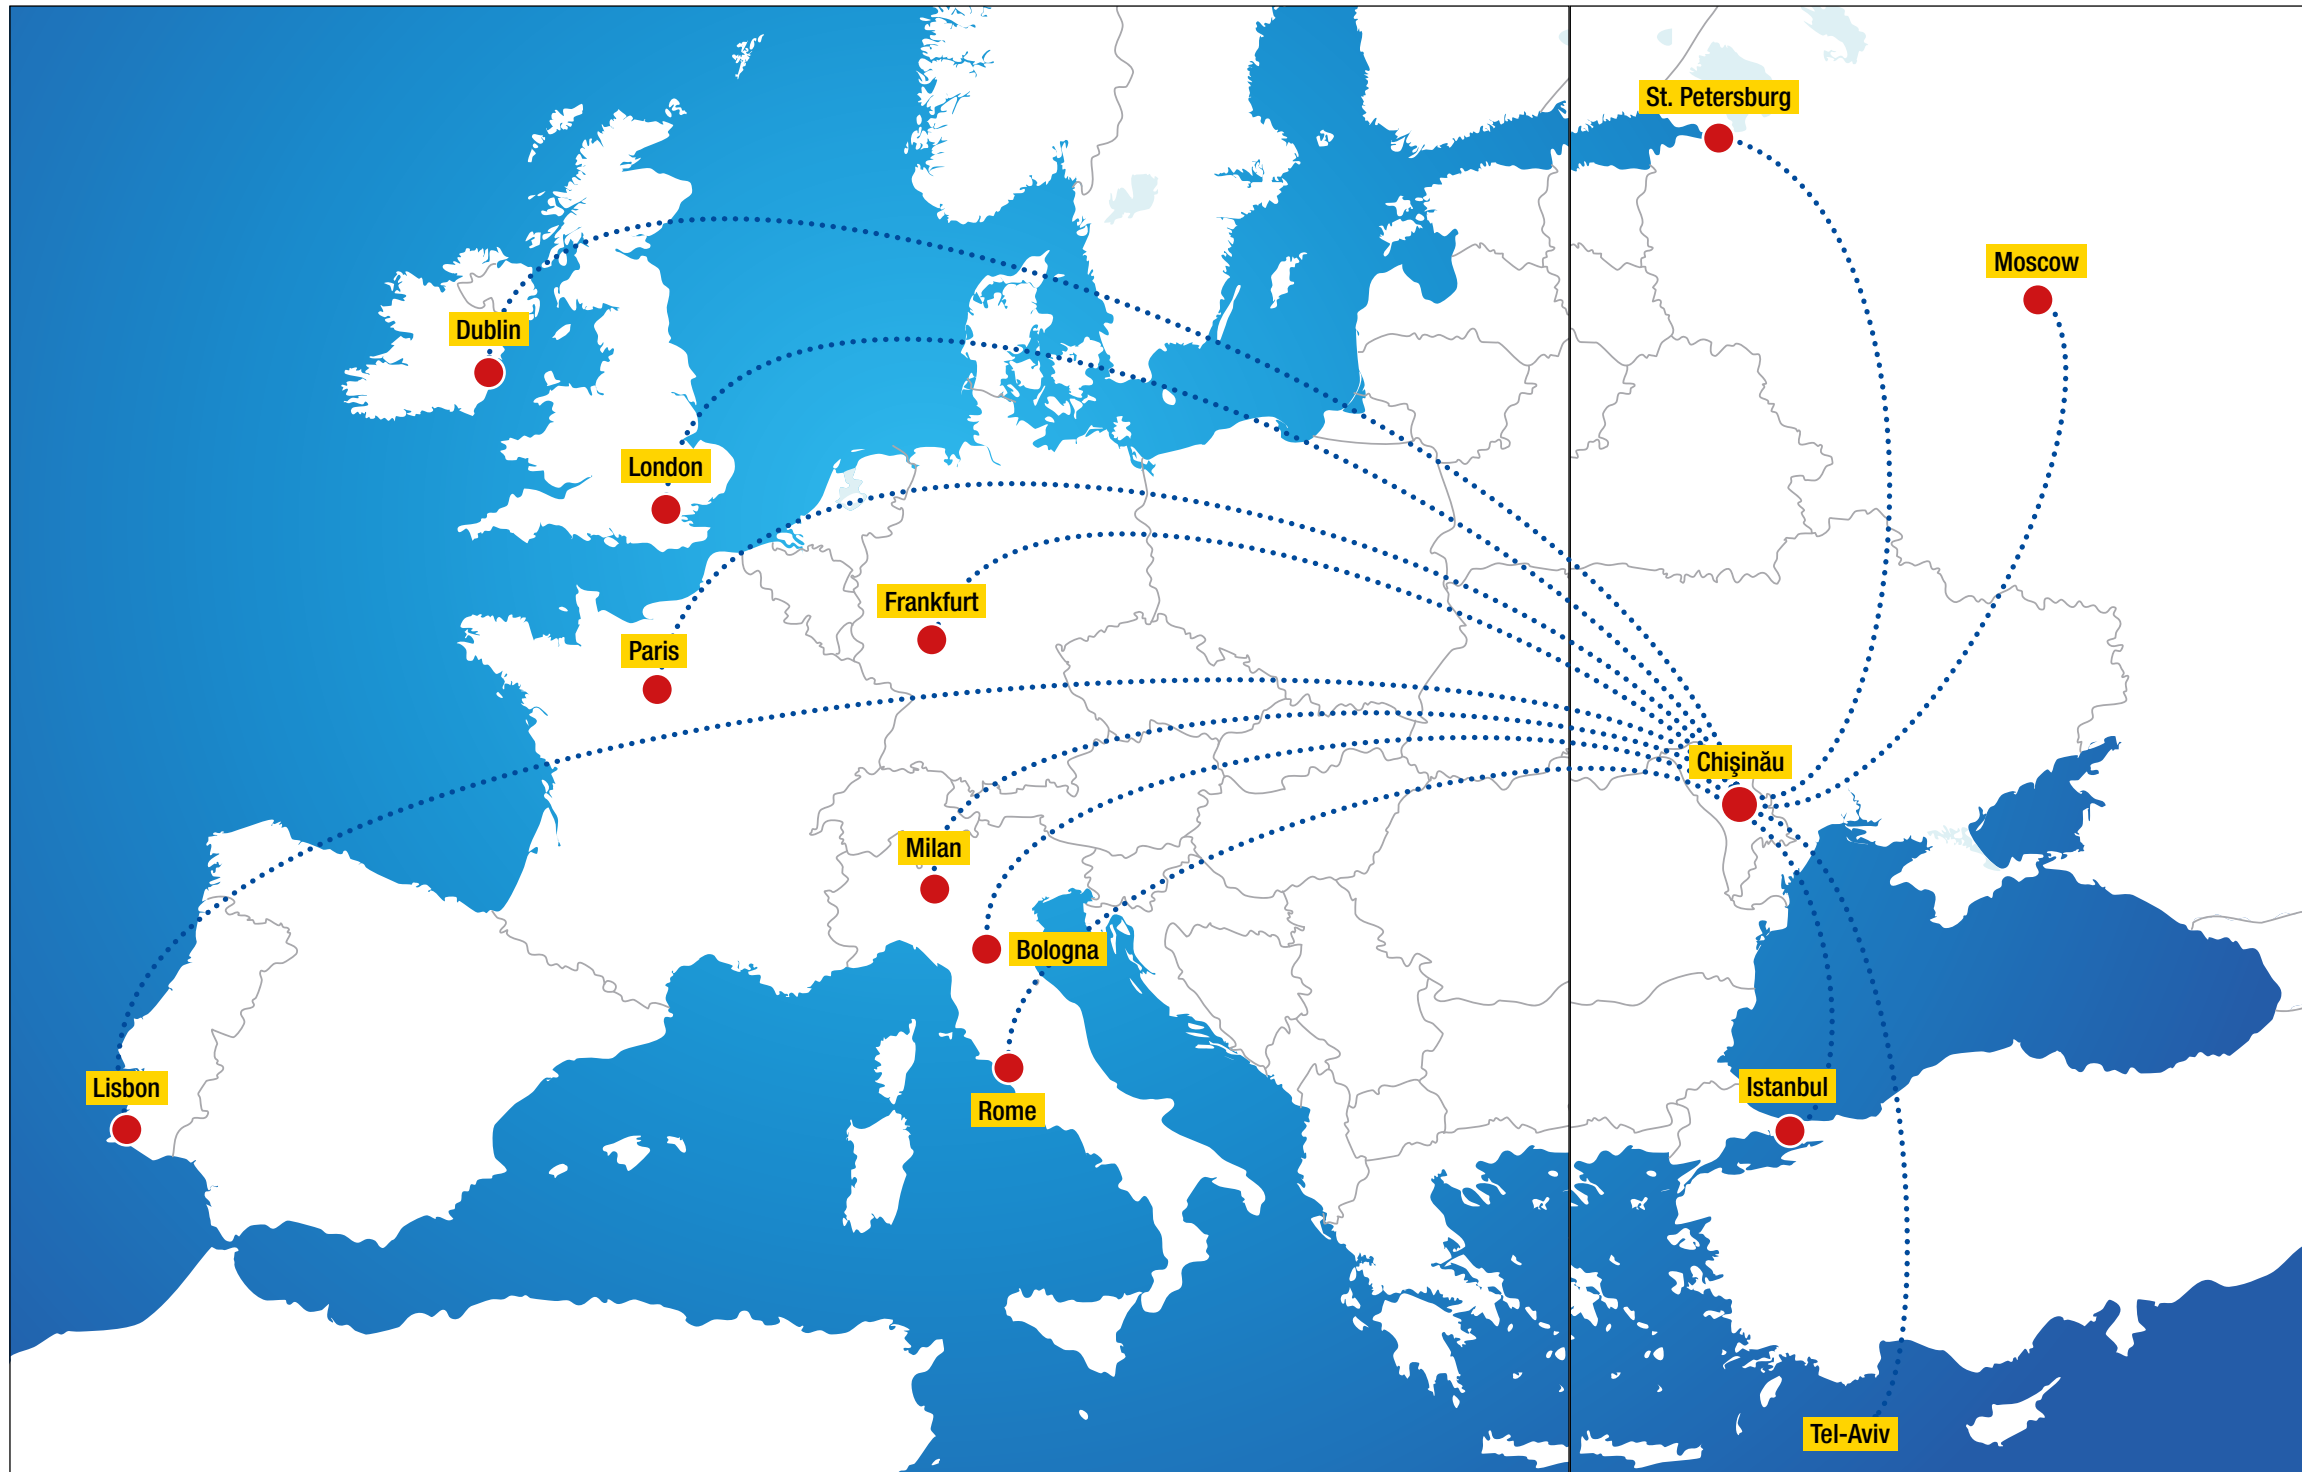 St. Petersburg
Moscow
Dublin
London
Frankfurt
Paris
Chişinău
Milan
Bologna
Lisbon
Rome
Istanbul
Tel-Aviv